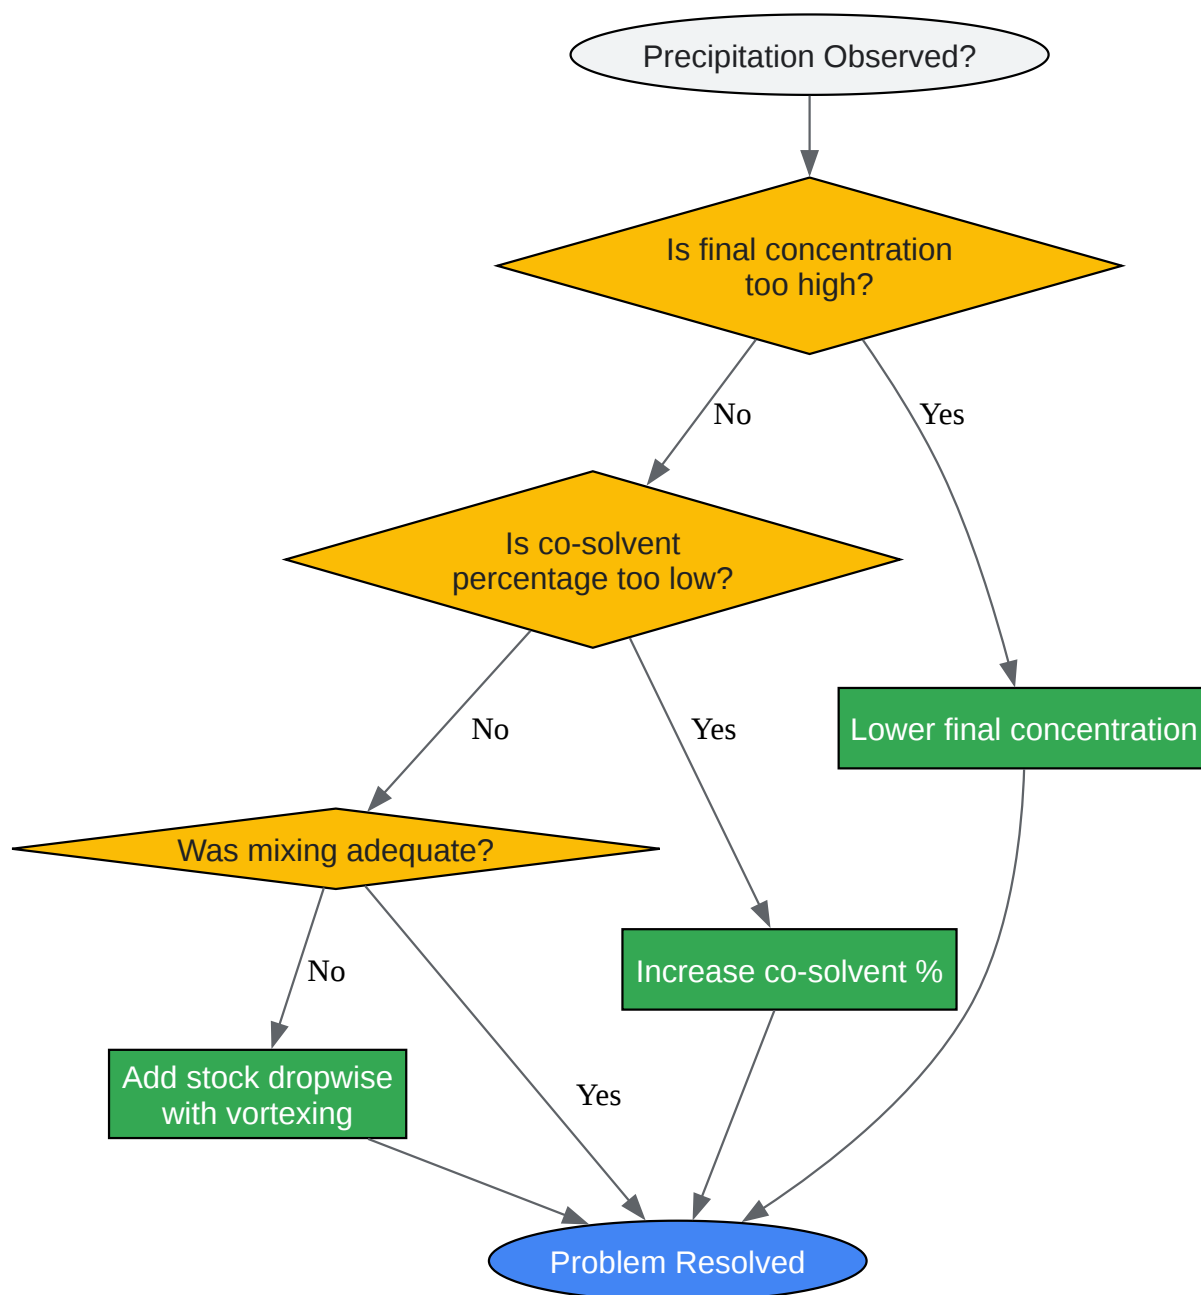 Precipitation Observed?
Is final concentration
too high?
No
Yes
Is co-solvent
percentage too low?
No
Yes
Lower final concentration
Was mixing adequate?
No
Increase co-solvent %
Add stock dropwise
with vortexing
Yes
Problem Resolved